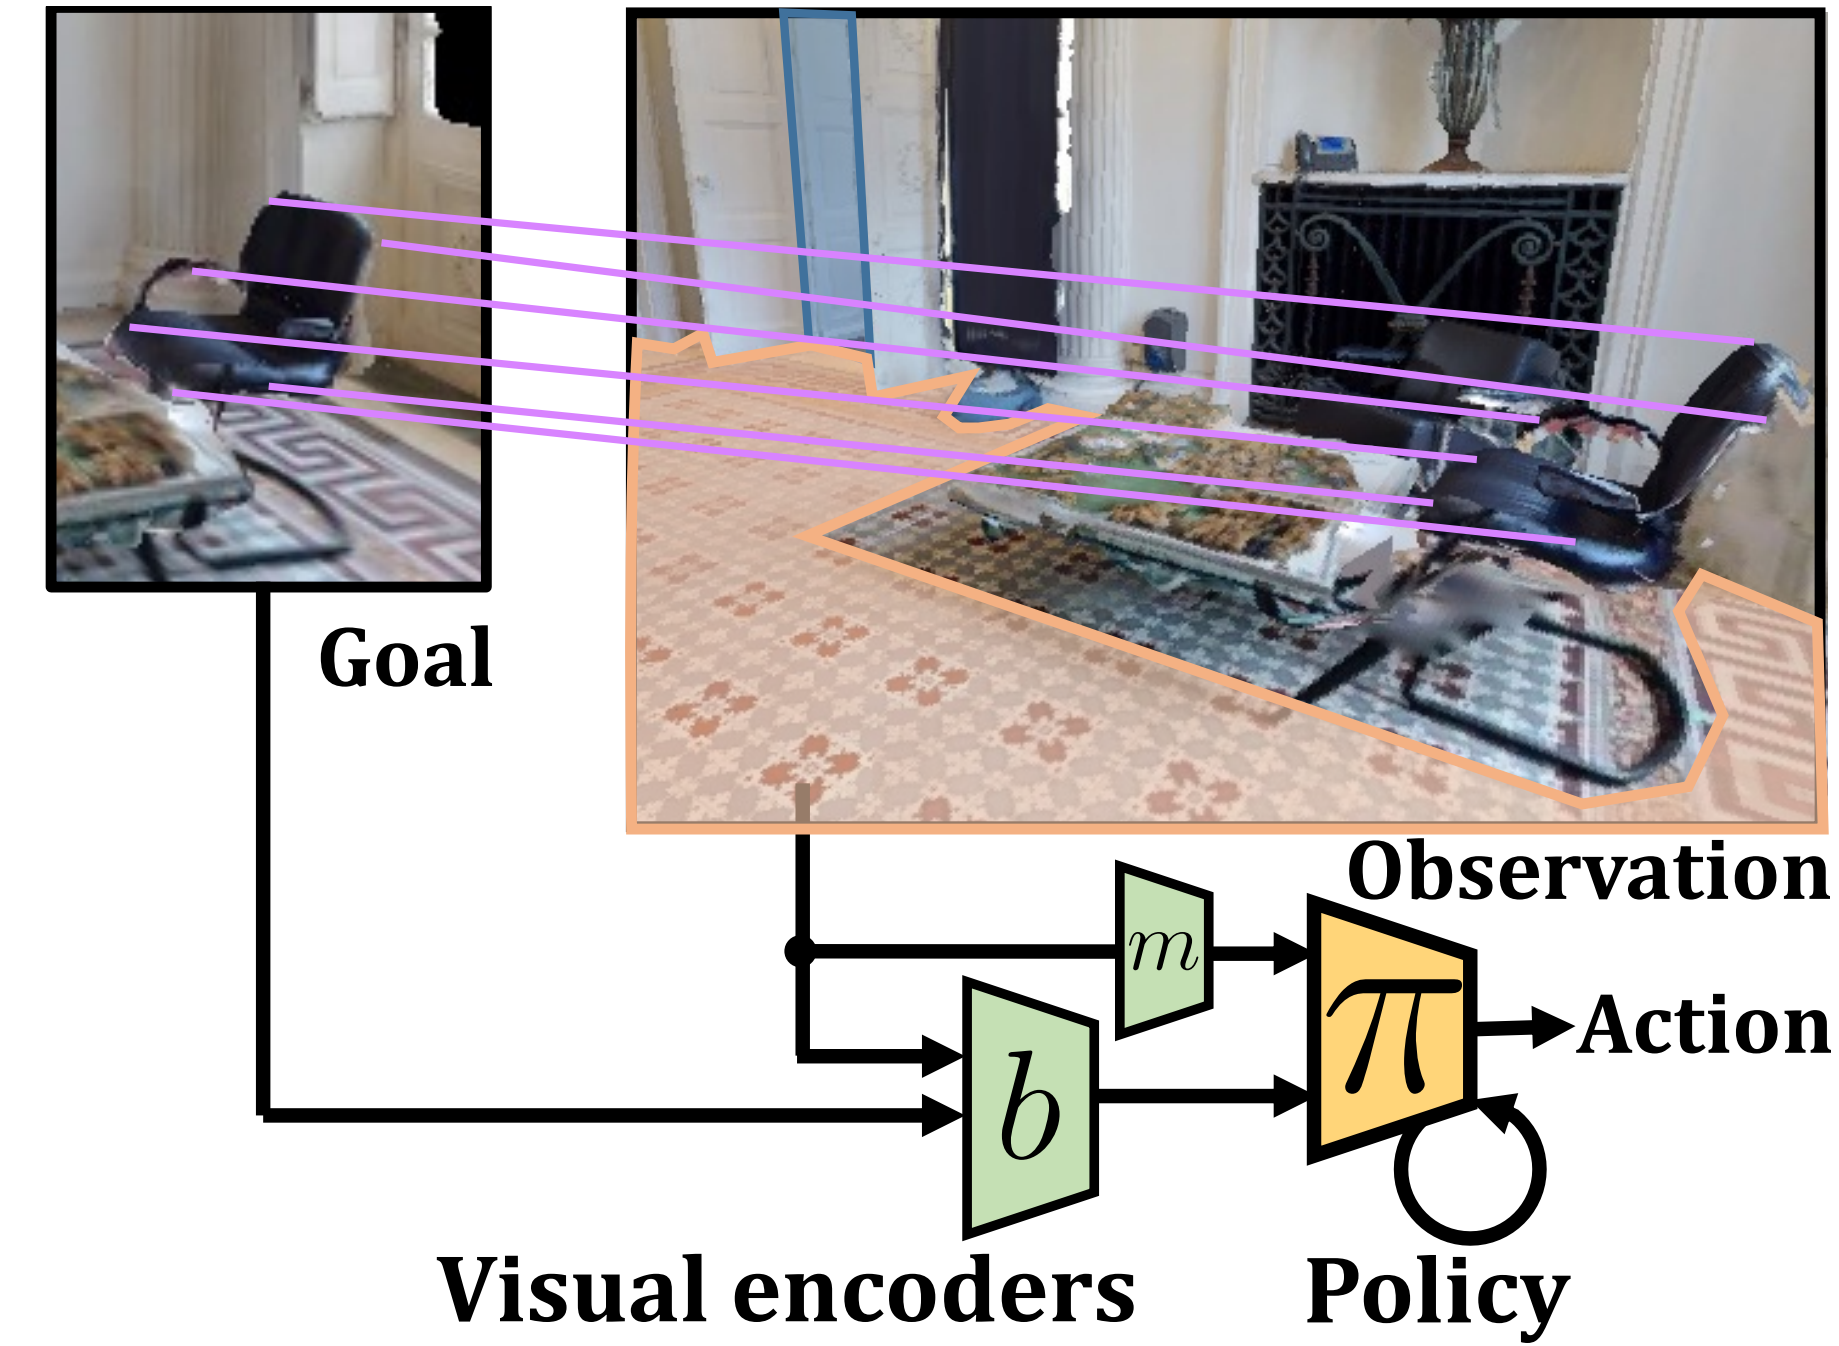 Goal
Observation
m
π
Action
b
Visual encoders
Policy